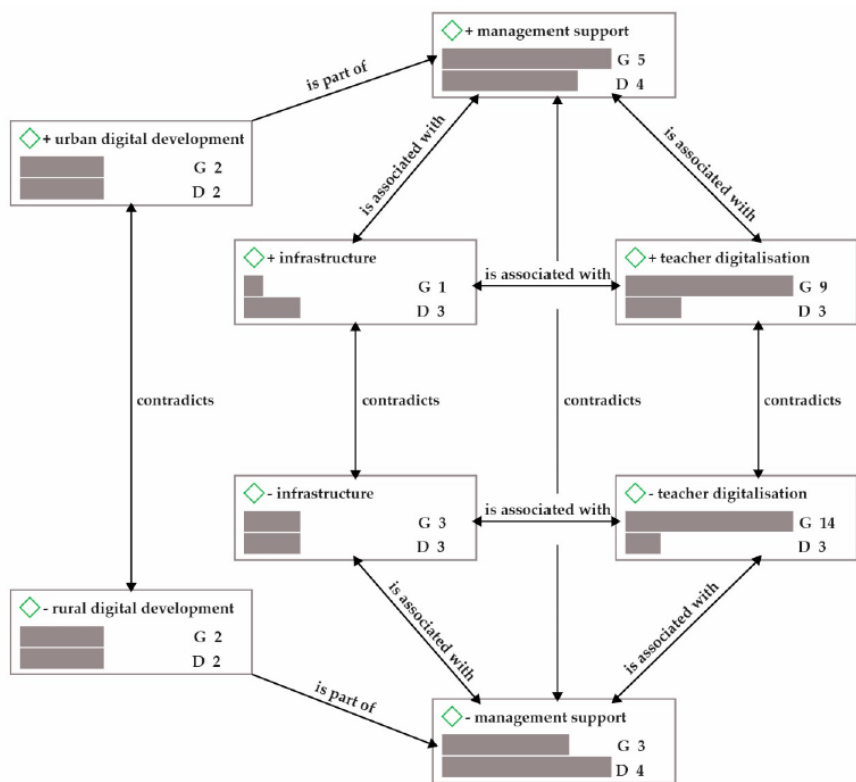 + management support
G 5
D 4
is part of
+ urban digital development
G 2
D 2
is associated with
is associated with
+ infrastructure
G 1
D 3
is associated with
+ teacher digitalisation
G 9
D 3
contradicts
contradicts
contradicts
contradicts
- infrastructure
G 3
D 3
is associated with
- teacher digitalisation
G 14
D 3
- rural digital development
G 2
D 2
is associated with
is associated with
is part of
- management support
G 3
D 4